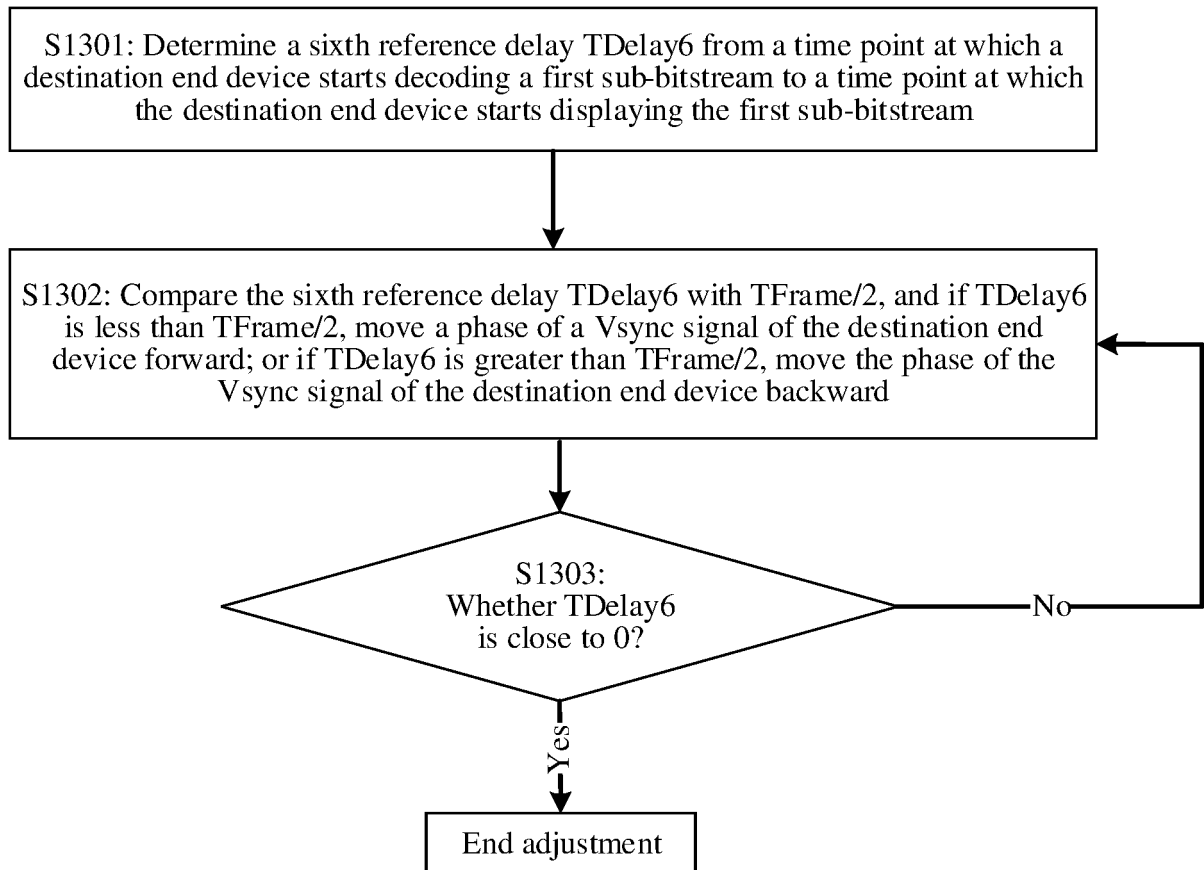 S1301: Determine a sixth reference delay TDelay6 from a time point at which a
destination end device starts decoding a first sub-bitstream to a time point at which
the destination end device starts displaying the first sub-bitstream
S1302: Compare the sixth reference delay TDelay6 with TFrame/2, and if TDelay6
is less than TFrame/2, move a phase of a Vsync signal of the destination end
device forward; or if TDelay6 is greater than TFrame/2, move the phase of the
Vsync signal of the destination end device backward
S1303:
Whether TDelay6
is close to 0?
No
Yes
End adjustment